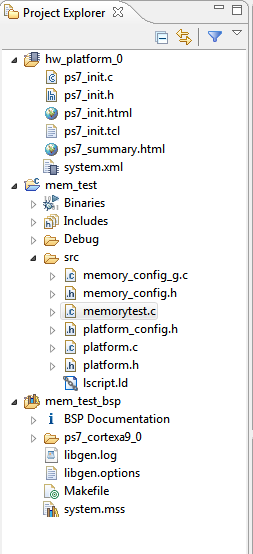 Project Explorer
hw_platform_0
ps7_init.c
ps7_init.h
ps7_init.html
ps7_init.tcl
ps7_summary.html
system.xml
mem_test
Binaries
Includes
Debug
src
memory_config_g.c
memory_config.h
memorytest.c
platform_config.h
platform.c
platform.h
lscript.ld
mem_test_bsp
BSP Documentation
ps7_cortexa9_0
libgen.log
libgen.options
Makefile
system.mss